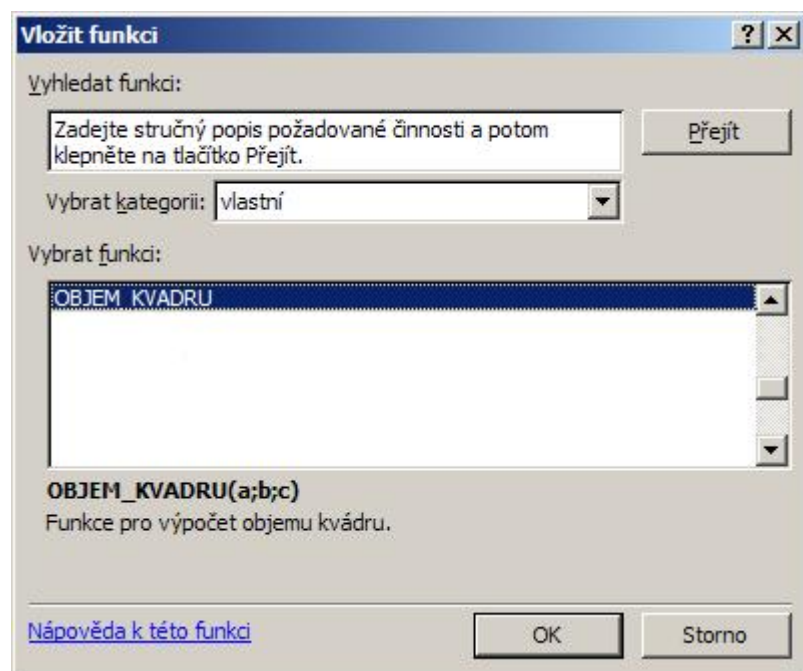 Vložit funkci
Vyhledat funkci:
Zadejte stručný popis požadované činnosti a potom
klepněte na tlačítko Přejít.
Přejít
Vybrat kategorii: vlastní
Vybrat funkci:
OBJEM_KVADRU
OBJEM_KVADRU(a;b;c)
Funkce pro výpočet objemu kvádru.
Nápověda k této funkci
OK
Storno